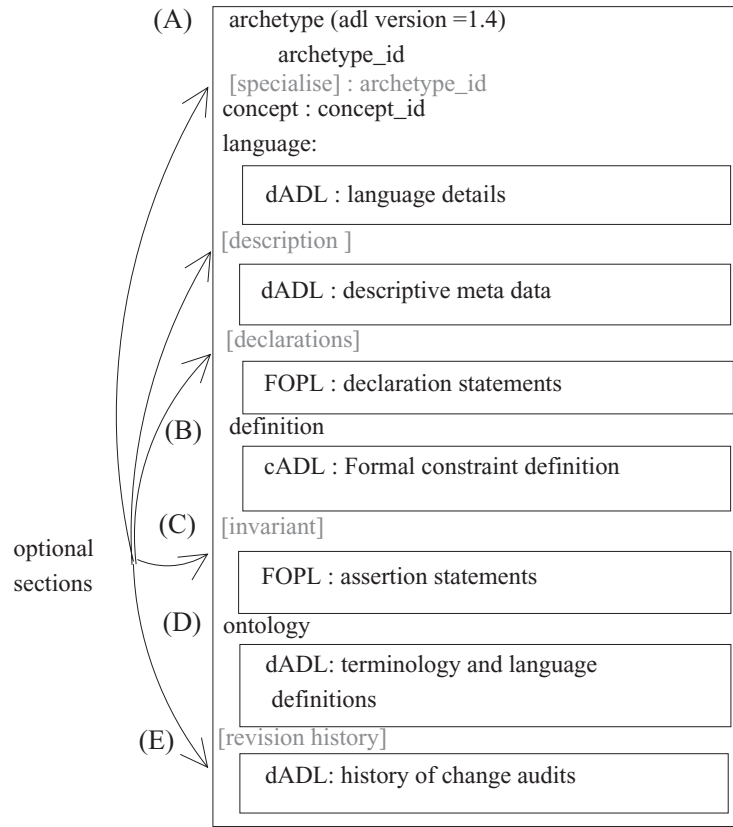 (A) archetype (adl version =1.4)
archetype_id
[specialise] : archetype_id
concept : concept_id
language:
dADL : language details
[description ]
dADL : descriptive meta data
[declarations]
FOPL : declaration statements
(B) definition
cADL : Formal constraint definition
(C) [invariant]
optional
sections
FOPL : assertion statements
(D) ontology
dADL: terminology and language
definitions
(E) [revision history]
dADL: history of change audits